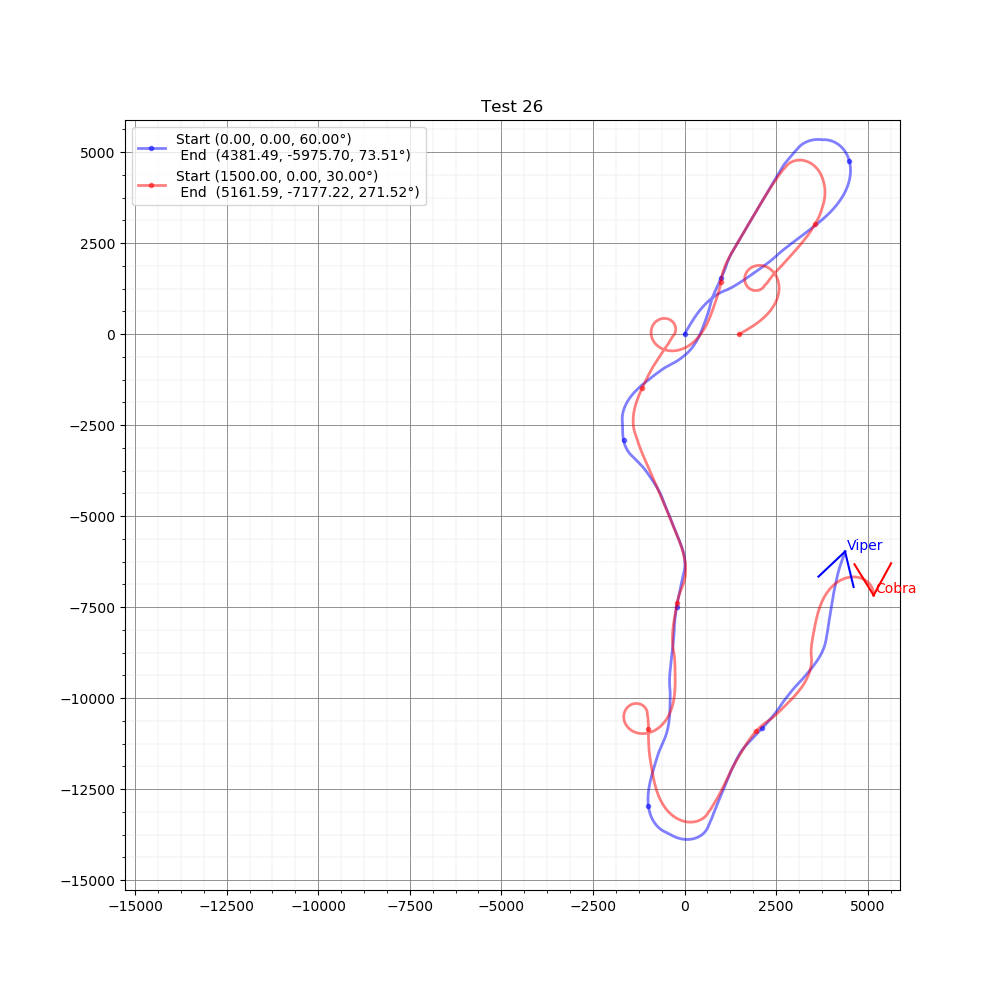 Test 26
Start (0.00, 0.00, 60.00°)
End  (4381.49, -5975.70, 73.51°)
Start (1500.00, 0.00, 30.00°)
End  (5161.59, -7177.22, 271.52°)
5000
2500
0
−2500
−5000
Viper
Cobra
−7500
−10000
−12500
−15000
−15000 −12500 −10000 −7500 −5000 −2500 0 2500 5000